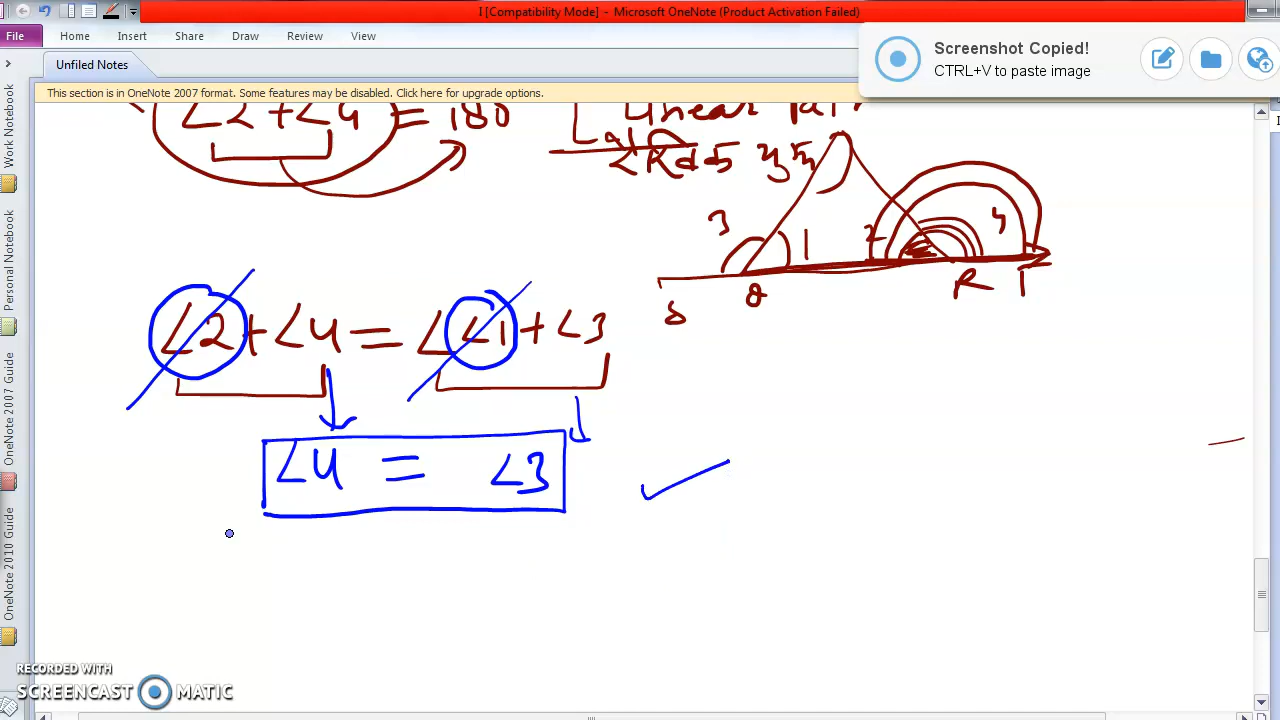 I [Compatibility Mode] - Microsoft OneNote (Product Activation Failed)
File Home Insert Share Draw Review View
Screenshot Copied!
CTRL+V to paste image
Unfiled Notes
This section is in OneNote 2007 format. Some features may be disabled. Click here for upgrade options.
Work Notebook
Personal Notebook
OneNote 2007 Guide
OneNote 2010 Guide
∠2+∠4 = 180
Linear
3 1 2 4
S Q R T
∠2+∠4 = ∠ ∠1+∠3
∠4 = ∠3
RECORDED WITH
SCREENCAST MATIC